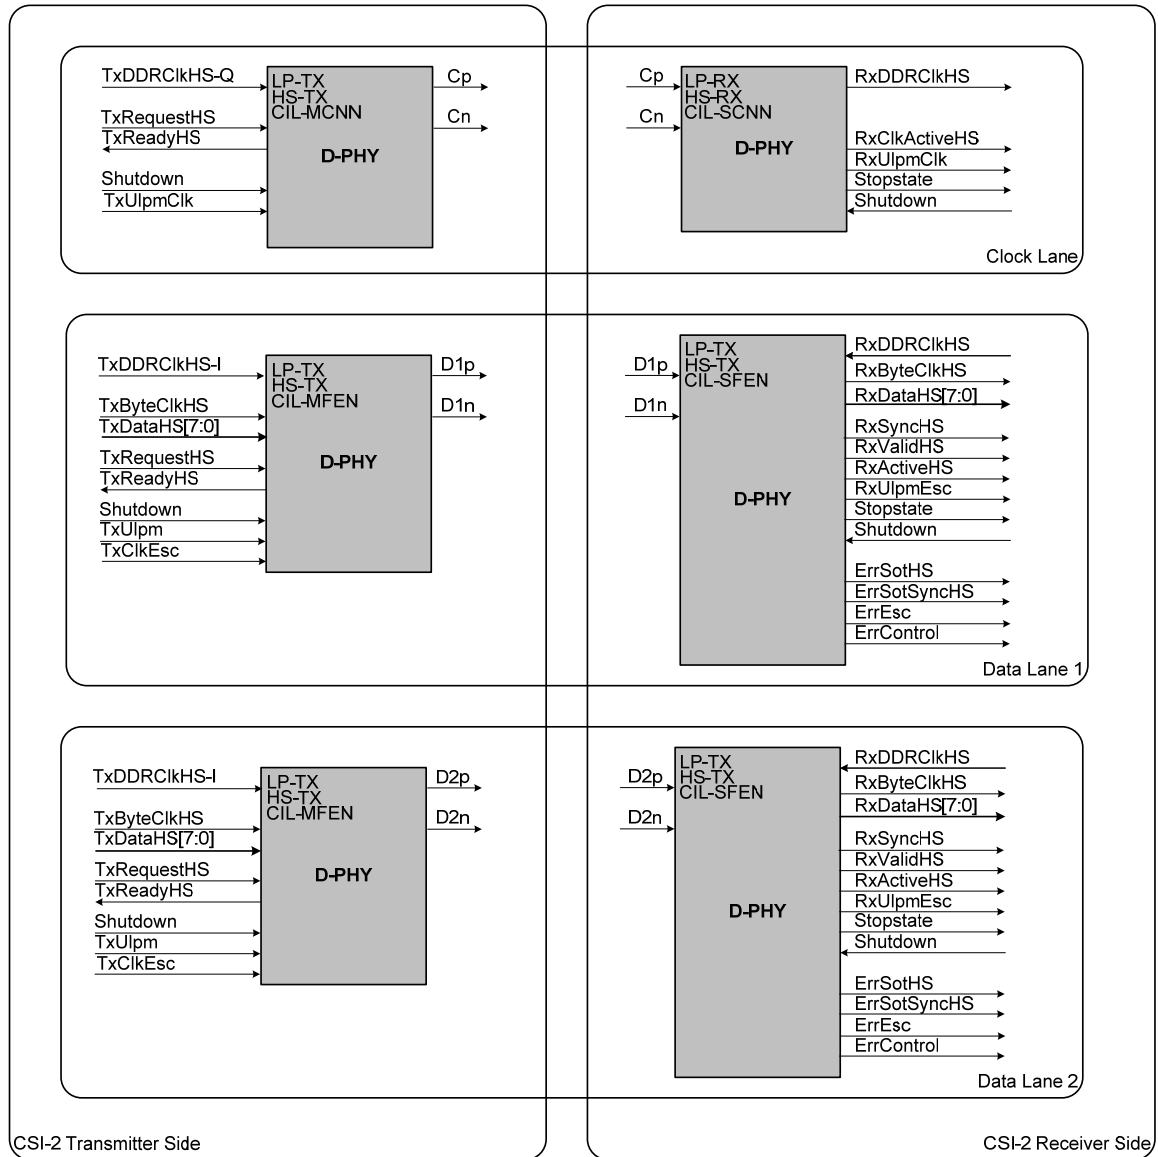 TxDDRClkHS-Q
TxRequestHS
TxReadyHS
Shutdown
TxUlpmClk
LP-TX
HS-TX
CIL-MCNN
D-PHY
Cp
Cn
Cp
Cn
LP-RX
HS-RX
CIL-SCNN
D-PHY
RxDDRClkHS
RxClkActiveHS
RxUlpmClk
Stopstate
Shutdown
Clock Lane
TxDDRClkHS-I
TxByteClkHS
TxDataHS[7:0]
TxRequestHS
TxReadyHS
Shutdown
TxUlpm
TxClkEsc
LP-TX
HS-TX
CIL-MFEN
D-PHY
D1p
D1n
D1p
D1n
LP-TX
HS-TX
CIL-SFEN
D-PHY
RxDDRClkHS
RxByteClkHS
RxDataHS[7:0]
RxSyncHS
RxValidHS
RxActiveHS
RxUlpmEsc
Stopstate
Shutdown
ErrSotHS
ErrSotSyncHS
ErrEsc
ErrControl
Data Lane 1
TxDDRClkHS-I
TxByteClkHS
TxDataHS[7:0]
TxRequestHS
TxReadyHS
Shutdown
TxUlpm
TxClkEsc
LP-TX
HS-TX
CIL-MFEN
D-PHY
D2p
D2n
D2p
D2n
LP-TX
HS-TX
CIL-SFEN
D-PHY
RxDDRClkHS
RxByteClkHS
RxDataHS[7:0]
RxSyncHS
RxValidHS
RxActiveHS
RxUlpmEsc
Stopstate
Shutdown
ErrSotHS
ErrSotSyncHS
ErrEsc
ErrControl
Data Lane 2
CSI-2 Transmitter Side
CSI-2 Receiver Side